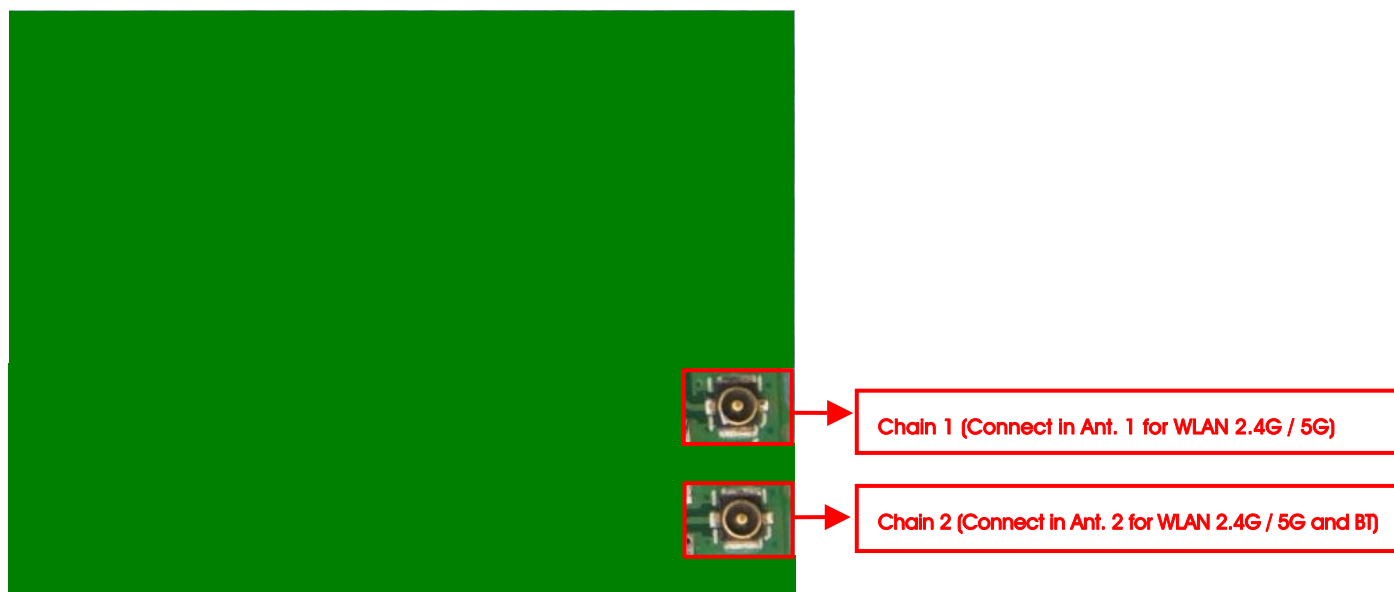 Chain 1 (Connect in Ant. 1 for WLAN 2.4G / 5G)
Chain 2 (Connect in Ant. 2 for WLAN 2.4G / 5G and BT)